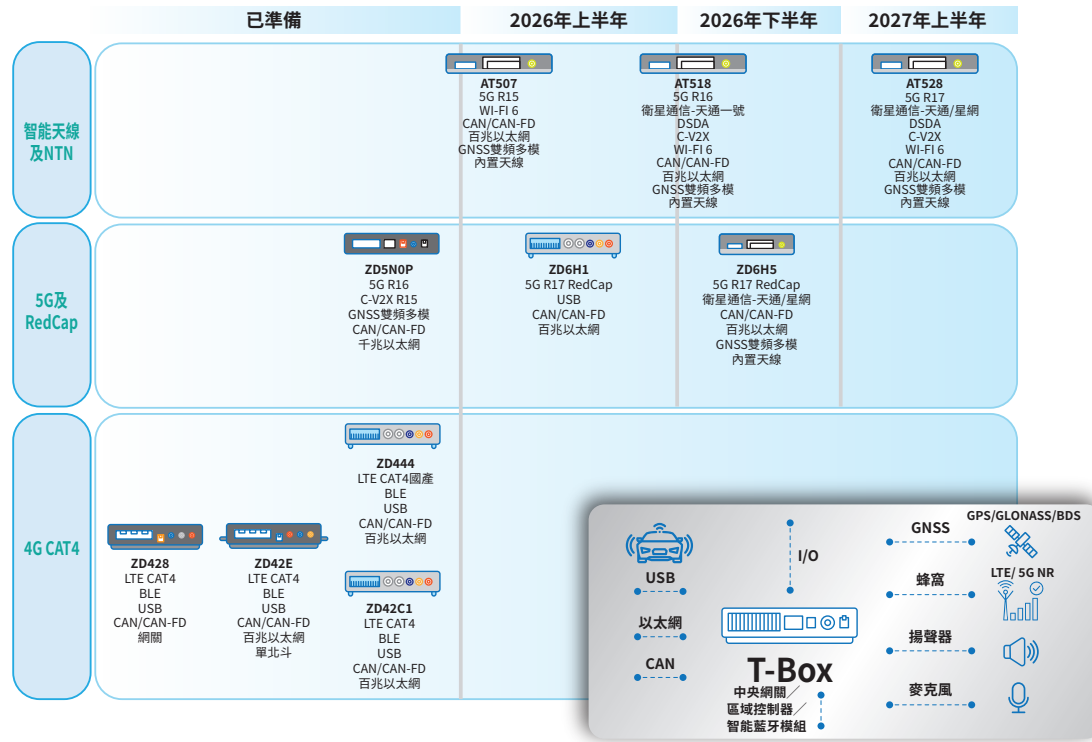 已準備
2026年上半年
2026年下半年
2027年上半年
智能天線
及NTN
AT507
5G R15
WI-FI 6
CAN/CAN-FD
百兆以太網
GNSS雙頻多模
內置天線
AT518
5G R16
衛星通信-天通一號
DSDA
C-V2X
WI-FI 6
CAN/CAN-FD
百兆以太網
GNSS雙頻多模
內置天線
AT528
5G R17
衛星通信-天通/星網
DSDA
C-V2X
WI-FI 6
CAN/CAN-FD
百兆以太網
GNSS雙頻多模
內置天線
5G及
RedCap
ZD5N0P
5G R16
C-V2X R15
GNSS雙頻多模
CAN/CAN-FD
千兆以太網
ZD6H1
5G R17 RedCap
USB
CAN/CAN-FD
百兆以太網
ZD6H5
5G R17 RedCap
衛星通信-天通/星網
CAN/CAN-FD
百兆以太網
GNSS雙頻多模
內置天線
4G CAT4
ZD428
LTE CAT4
BLE
USB
CAN/CAN-FD
網關
ZD42E
LTE CAT4
BLE
USB
CAN/CAN-FD
百兆以太網
單北斗
ZD444
LTE CAT4國產
BLE
USB
CAN/CAN-FD
百兆以太網
ZD42C1
LTE CAT4
BLE
USB
CAN/CAN-FD
百兆以太網
USB
以太網
CAN
I/O
T-Box
中央網關／
區域控制器／
智能藍牙模組
GNSS
GPS/GLONASS/BDS
蜂窩
LTE/ 5G NR
揚聲器
麥克風